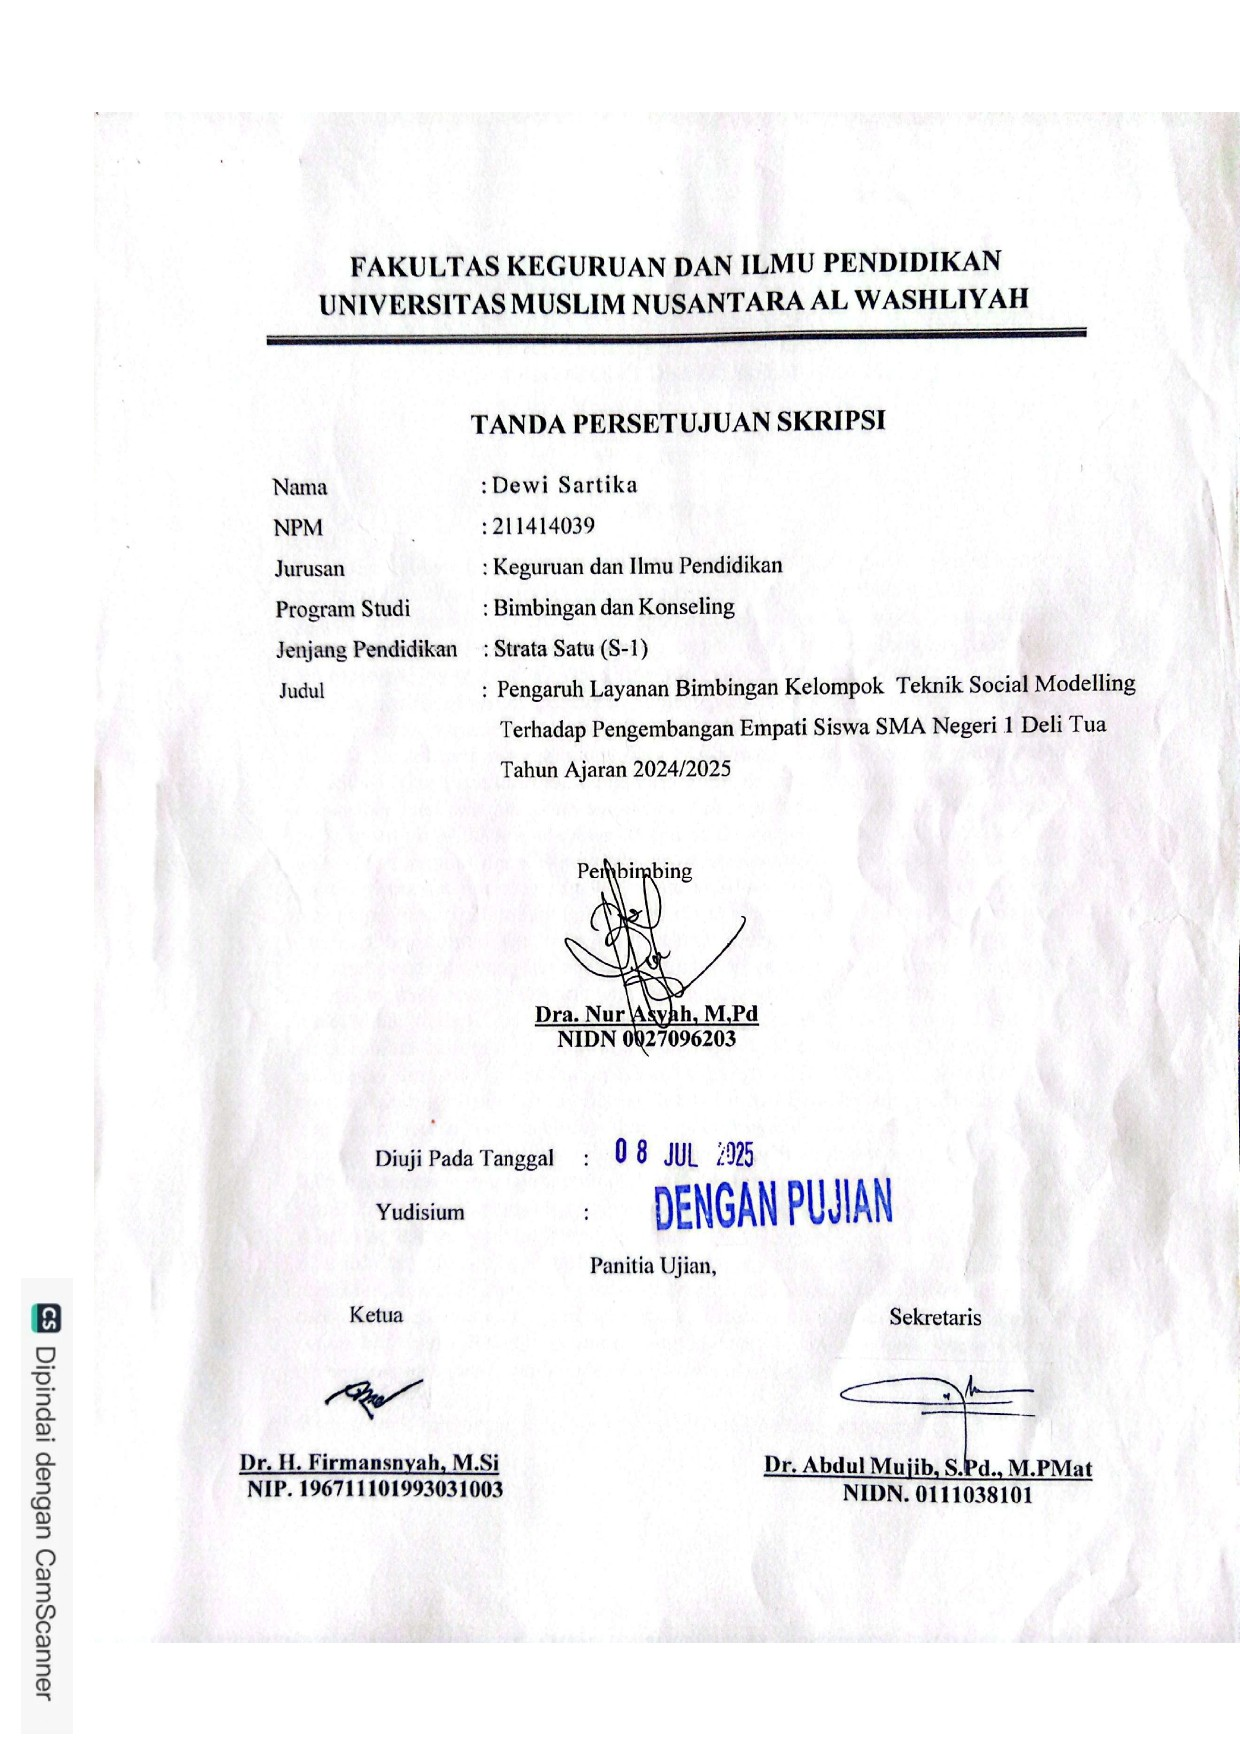 FAKULTAS KEGURUAN DAN ILMU PENDIDIKAN
UNIVERSITAS MUSLIM NUSANTARA AL WASHLIYAH
TANDA PERSETUJUAN SKRIPSI
Nama : Dewi Sartika
NPM : 211414039
Jurusan : Keguruan dan Ilmu Pendidikan
Program Studi : Bimbingan dan Konseling
Jenjang Pendidikan : Strata Satu (S-1)
Judul : Pengaruh Layanan Bimbingan Kelompok Teknik Social Modelling
Terhadap Pengembangan Empati Siswa SMA Negeri 1 Deli Tua
Tahun Ajaran 2024/2025
Pembimbing
Dra. Nur Asyah, M,Pd
NIDN 0027096203
Diuji Pada Tanggal : 08 JUL 2025
Yudisium : DENGAN PUJIAN
Panitia Ujian,
Ketua Sekretaris
Dr. H. Firmansnyah, M.Si Dr. Abdul Mujib, S.Pd., M.PMat
NIP. 196711101993031003 NIDN. 0111038101
CS Dipindai dengan CamScanner